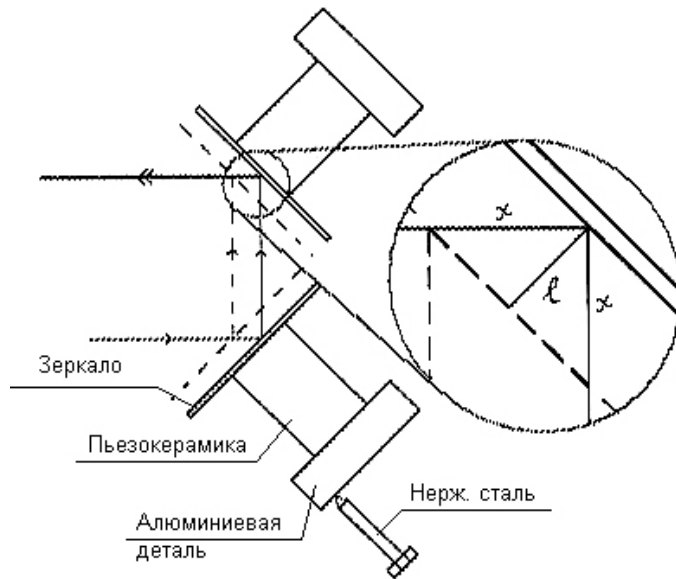 x
l
x
Зеркало
Пьезокерамика
Нерж. сталь
Алюминиевая
деталь